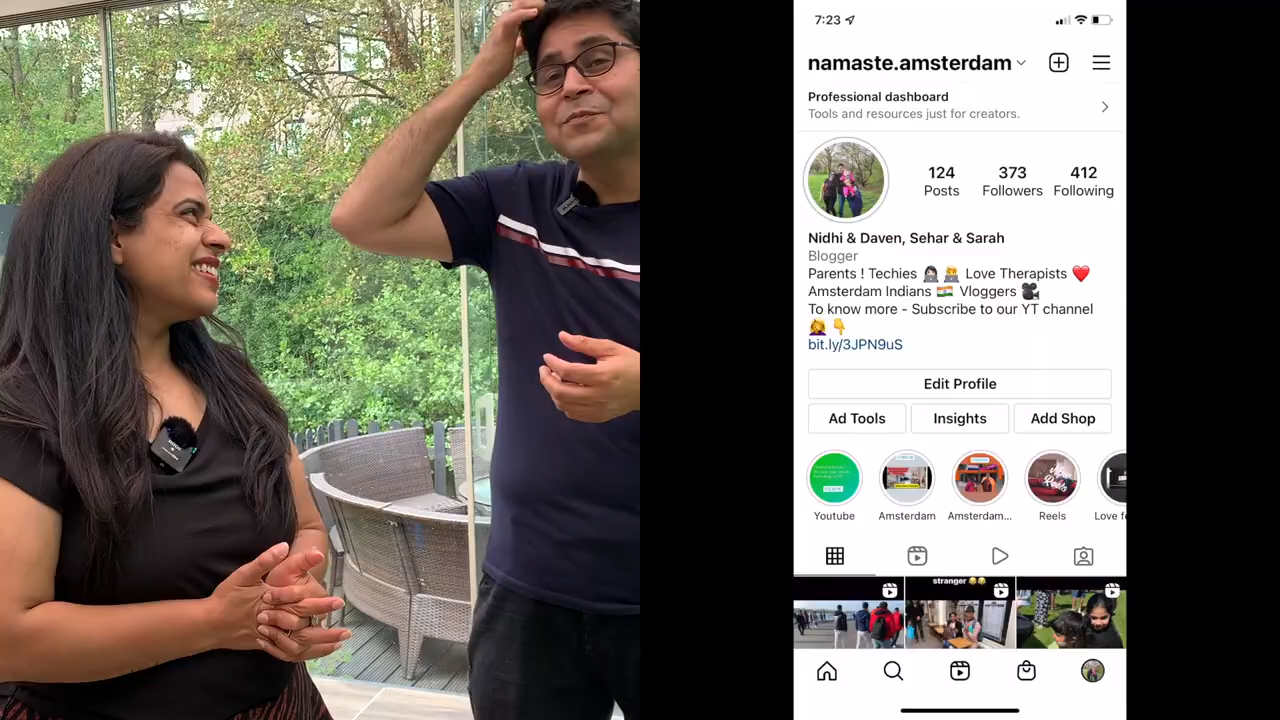 7:23
namaste.amsterdam
Professional dashboard
Tools and resources just for creators.
124
373
412
Posts
Followers
Following
Nidhi & Daven, Sehar & Sarah
Blogger
Parents ! Techies 👩🏻‍💻 👨‍💻 Love Therapists ❤️
Amsterdam Indians 🇮🇳 Vloggers 🎥
To know more - Subscribe to our YT channel
🤦‍♀️ 👇
bit.ly/3JPN9uS
Edit Profile
Ad Tools
Insights
Add Shop
Youtube
Amsterdam
Amsterdam...
Reels
Love fo
stranger 😂😂